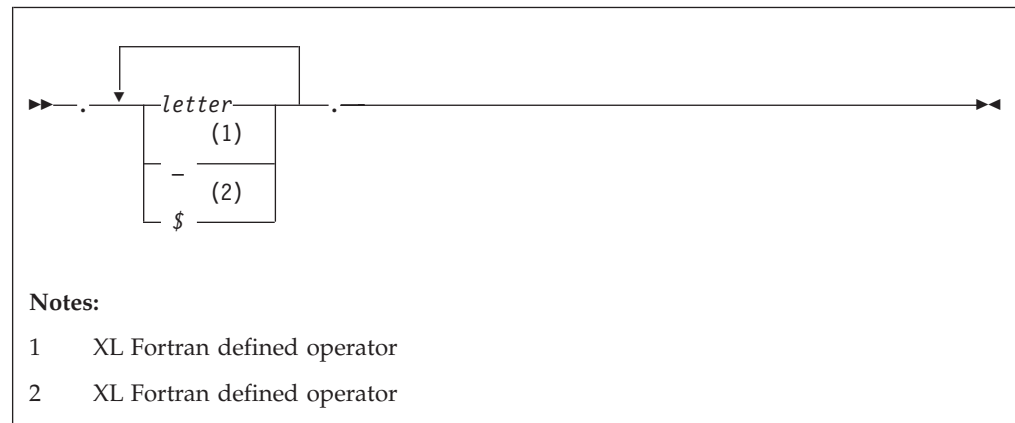 . letter .
(1)
_
(2)
$
Notes:
1 XL Fortran defined operator
2 XL Fortran defined operator